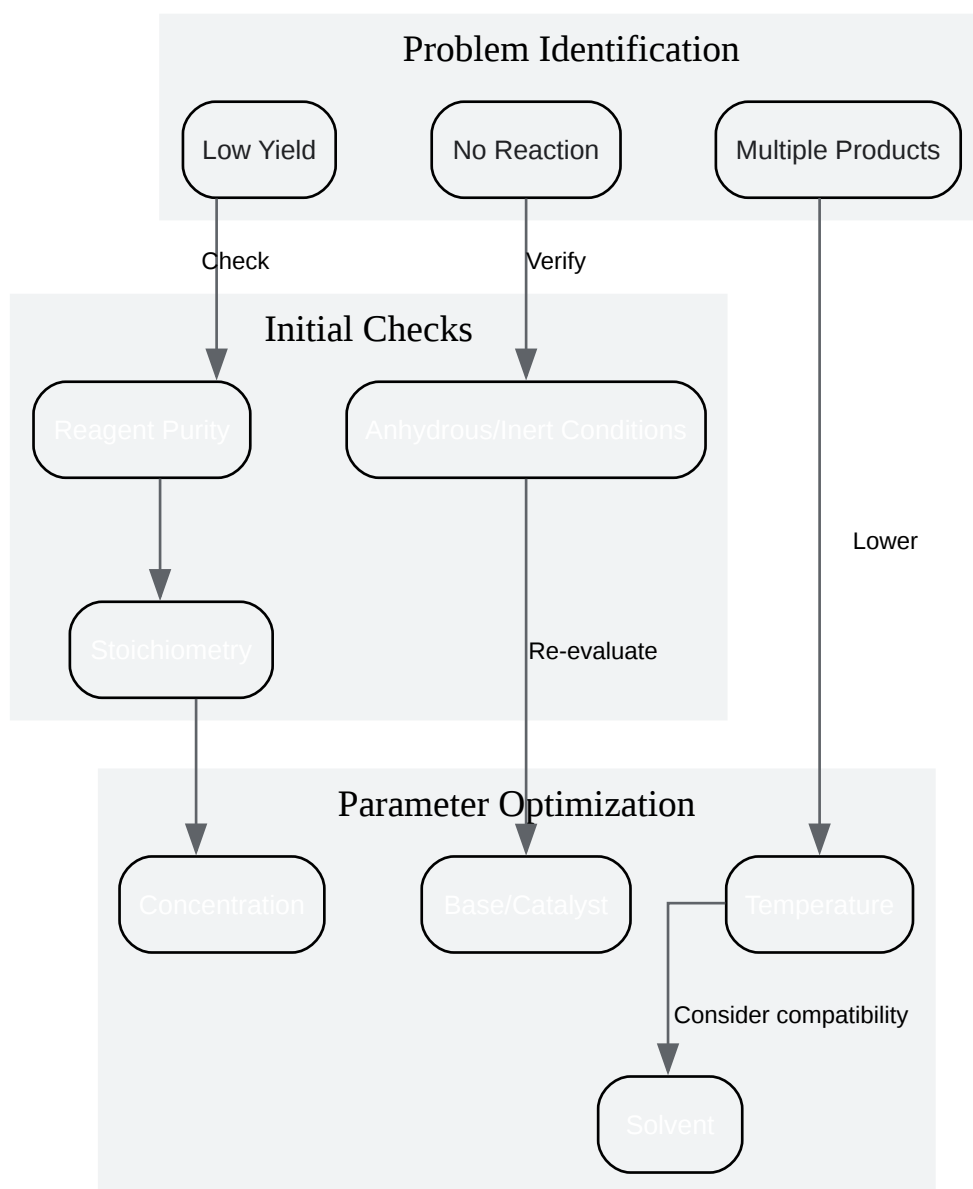 Problem Identification
Low Yield
No Reaction
Multiple Products
Check
Verify
Initial Checks
Reagent Purity
Anhydrous/Inert Conditions
Lower
Stoichiometry
Re-evaluate
Parameter Optimization
Concentration
Base/Catalyst
Temperature
Consider compatibility
Solvent